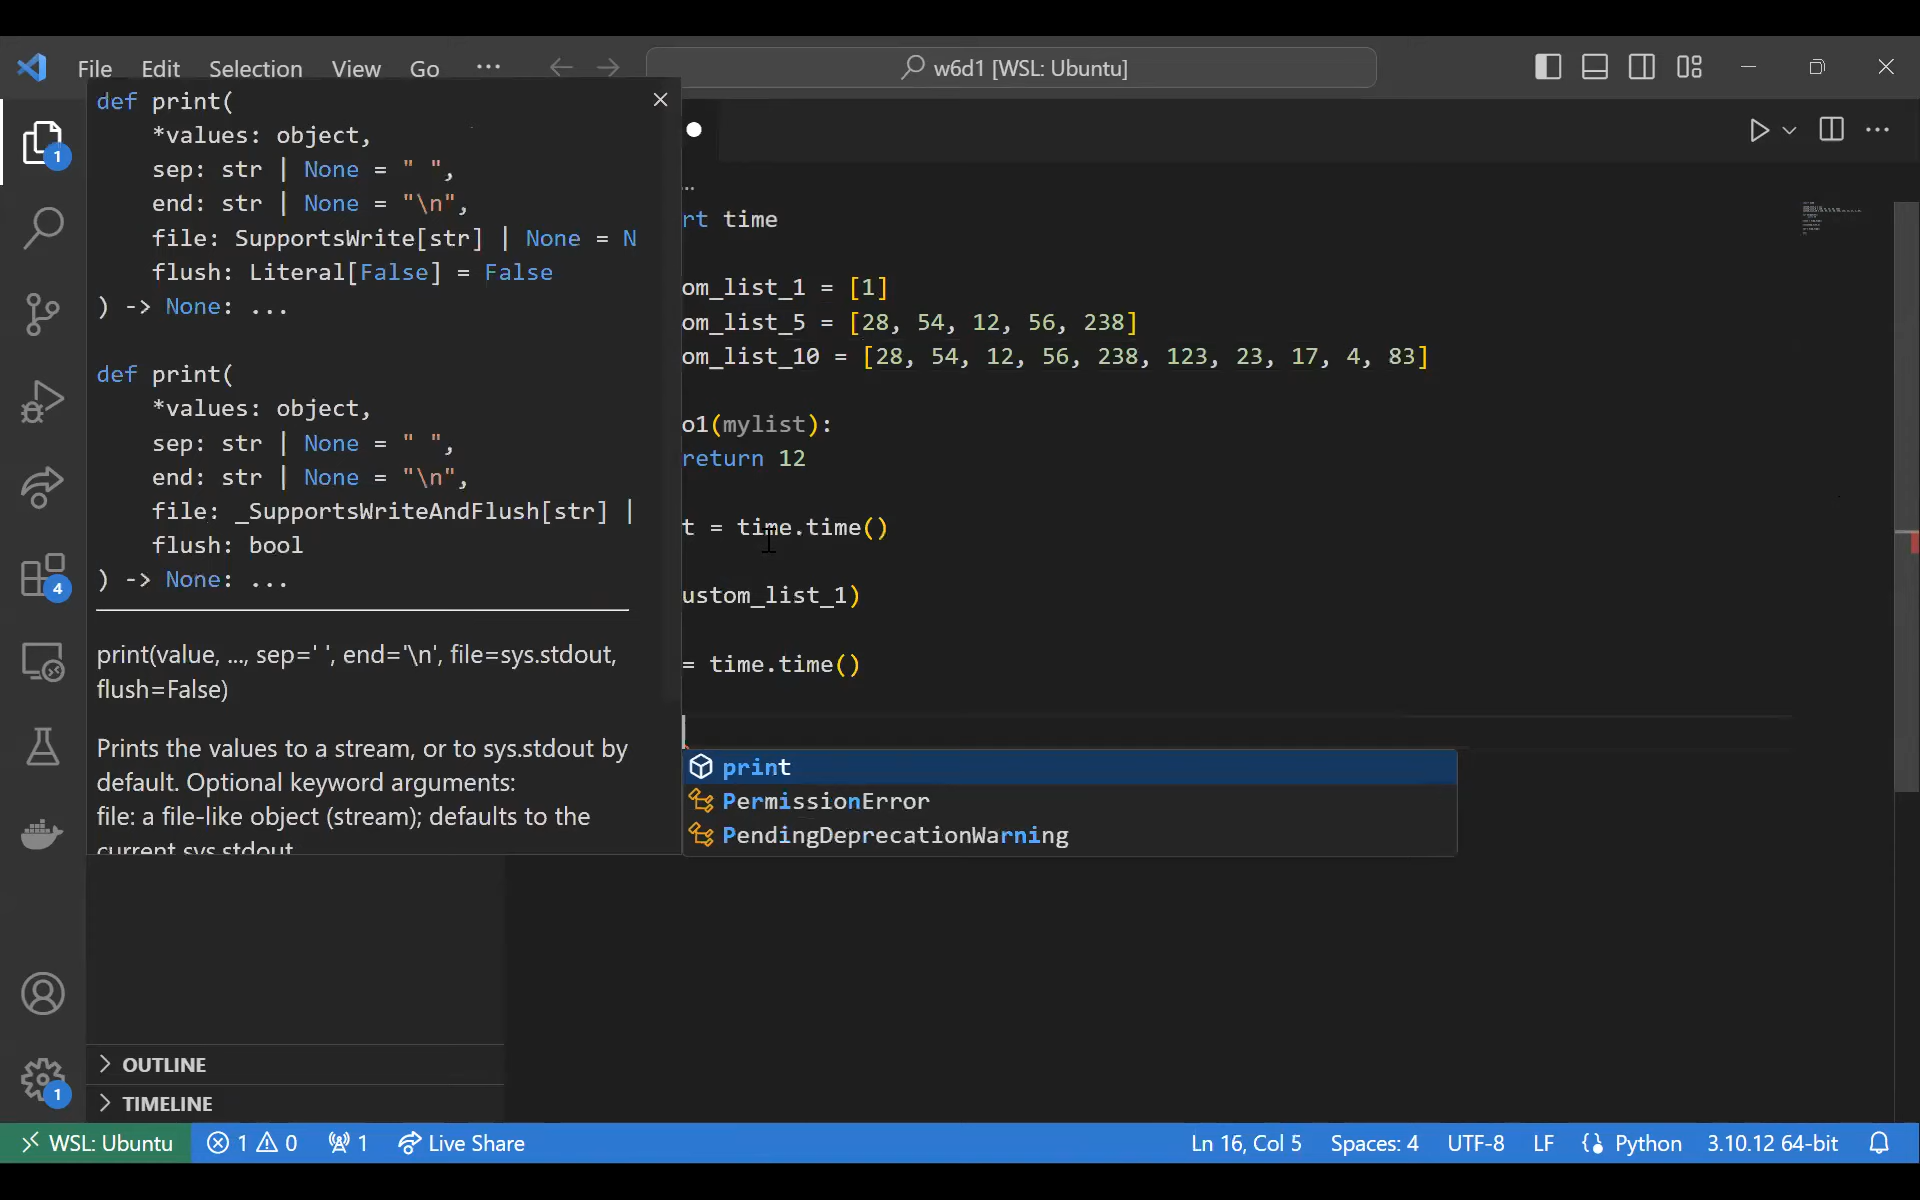 File Edit Selection View Go ··· w6d1 [WSL: Ubuntu]
def print(
*values: object,
sep: str | None = " ",
end: str | None = "\n",
file: SupportsWrite[str] | None = N
flush: Literal[False] = False
) -> None: ...
def print(
*values: object,
sep: str | None = " ",
end: str | None = "\n",
file: _SupportsWriteAndFlush[str] |
flush: bool
) -> None: ...
print(value, ..., sep=' ', end='\n', file=sys.stdout,
flush=False)
Prints the values to a stream, or to sys.stdout by
default. Optional keyword arguments:
file: a file-like object (stream); defaults to the
current sys.stdout
...
rt time
om_list_1 = [1]
om_list_5 = [28, 54, 12, 56, 238]
om_list_10 = [28, 54, 12, 56, 238, 123, 23, 17, 4, 83]
o1(mylist):
return 12
t = time.time()
ustom_list_1)
= time.time()
print
PermissionError
PendingDeprecationWarning
1
4
1
OUTLINE
TIMELINE
WSL: Ubuntu 1 0 1 Live Share Ln 16, Col 5 Spaces: 4 UTF-8 LF Python 3.10.12 64-bit